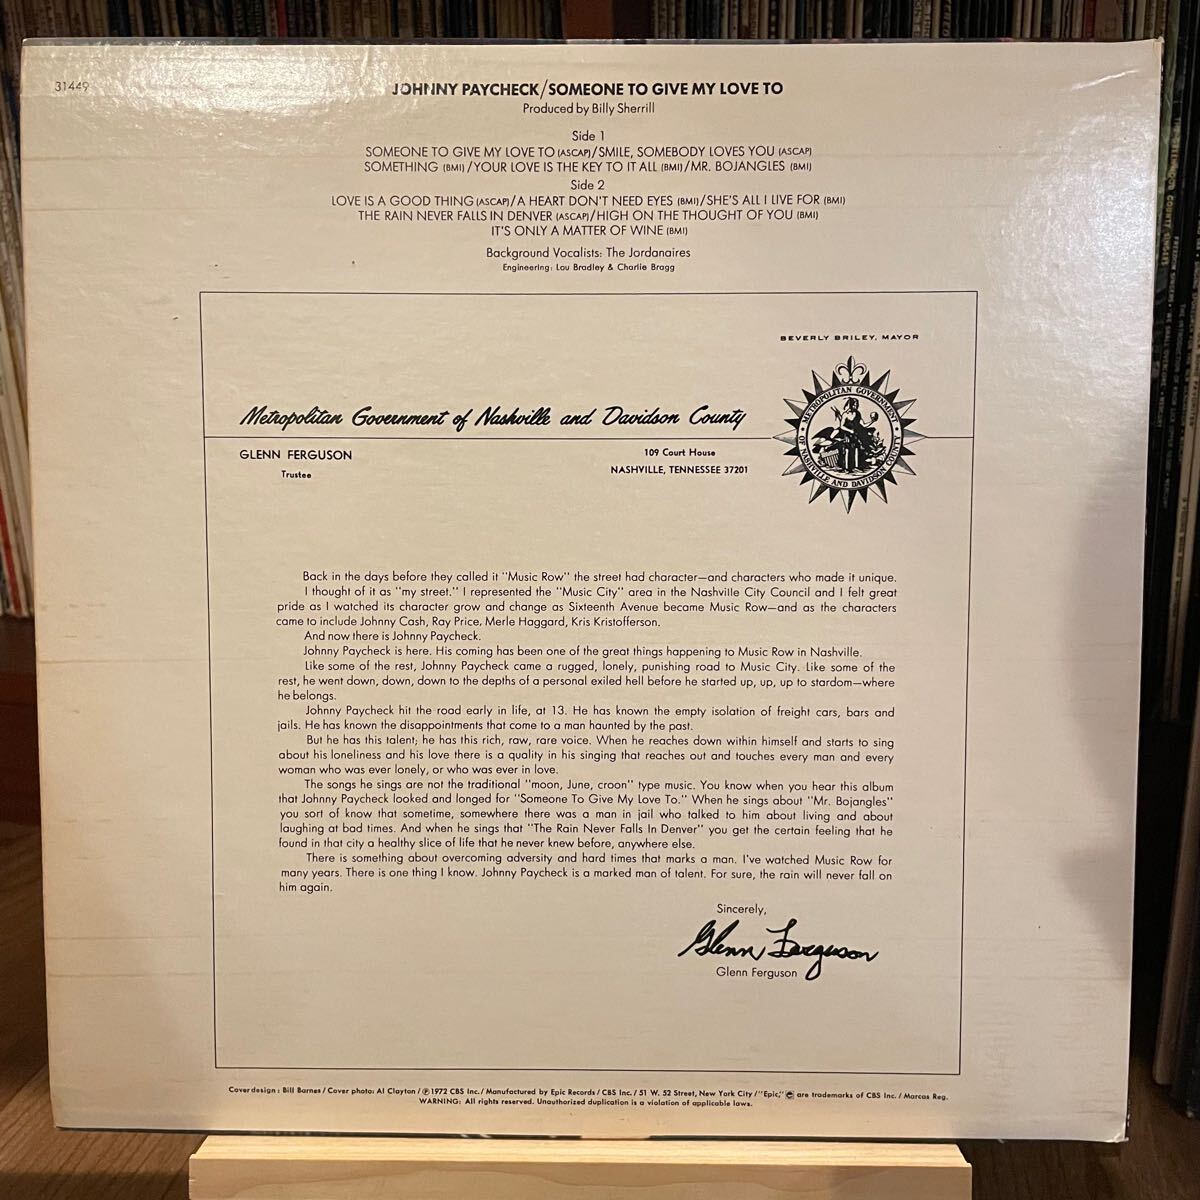 31449
JOHNNY PAYCHECK/SOMEONE TO GIVE MY LOVE TO
Produced by Billy Sherrill
Side 1
SOMEONE TO GIVE MY LOVE TO (ASCAP)/SMILE, SOMEBODY LOVES YOU (ASCAP)
SOMETHING (BMI)/YOUR LOVE IS THE KEY TO IT ALL (BMI)/MR. BOJANGLES (BMI)
Side 2
LOVE IS A GOOD THING (ASCAP)/A HEART DON'T NEED EYES (BMI)/SHE'S ALL I LIVE FOR (BMI)
THE RAIN NEVER FALLS IN DENVER (ASCAP)/HIGH ON THE THOUGHT OF YOU (BMI)
IT'S ONLY A MATTER OF WINE (BMI)
Background Vocalists: The Jordanaires
Engineering: Lou Bradley & Charlie Bragg
BEVERLY BRILEY, MAYOR
METROPOLITAN GOVERNMENT OF NASHVILLE AND DAVIDSON COUNTY
Metropolitan Government of Nashville and Davidson County
GLENN FERGUSON
Trustee
109 Court House
NASHVILLE, TENNESSEE 37201
Back in the days before they called it "Music Row" the street had character—and characters who made it unique.
I thought of it as "my street." I represented the "Music City" area in the Nashville City Council and I felt great
pride as I watched its character grow and change as Sixteenth Avenue became Music Row—and as the characters
came to include Johnny Cash, Ray Price, Merle Haggard, Kris Kristofferson.
And now there is Johnny Paycheck.
Johnny Paycheck is here. His coming has been one of the great things happening to Music Row in Nashville.
Like some of the rest, Johnny Paycheck came a rugged, lonely, punishing road to Music City. Like some of the
rest, he went down, down, down to the depths of a personal exiled hell before he started up, up, up to stardom—where
he belongs.
Johnny Paycheck hit the road early in life, at 13. He has known the empty isolation of freight cars, bars and
jails. He has known the disappointments that come to a man haunted by the past.
But he has this talent; he has this rich, raw, rare voice. When he reaches down within himself and starts to sing
about his loneliness and his love there is a quality in his singing that reaches out and touches every man and every
woman who was ever lonely, or who was ever in love.
The songs he sings are not the traditional "moon, June, croon" type music. You know when you hear this album
that Johnny Paycheck looked and longed for "Someone To Give My Love To." When he sings about "Mr. Bojangles"
you sort of know that sometime, somewhere there was a man in jail who talked to him about living and about
laughing at bad times. And when he sings that "The Rain Never Falls In Denver" you get the certain feeling that he
found in that city a healthy slice of life that he never knew before, anywhere else.
There is something about overcoming adversity and hard times that marks a man. I've watched Music Row for
many years. There is one thing I know. Johnny Paycheck is a marked man of talent. For sure, the rain will never fall on
him again.
Sincerely,
Glenn Ferguson
Glenn Ferguson
Cover design: Bill Barnes/Cover photo: Al Clayton/℗1972 CBS Inc./Manufactured by Epic Records/CBS Inc./51 W. 52 Street, New York City/"Epic," e are trademarks of CBS Inc./Marcas Reg.
WARNING: All rights reserved. Unauthorized duplication is a violation of applicable laws.